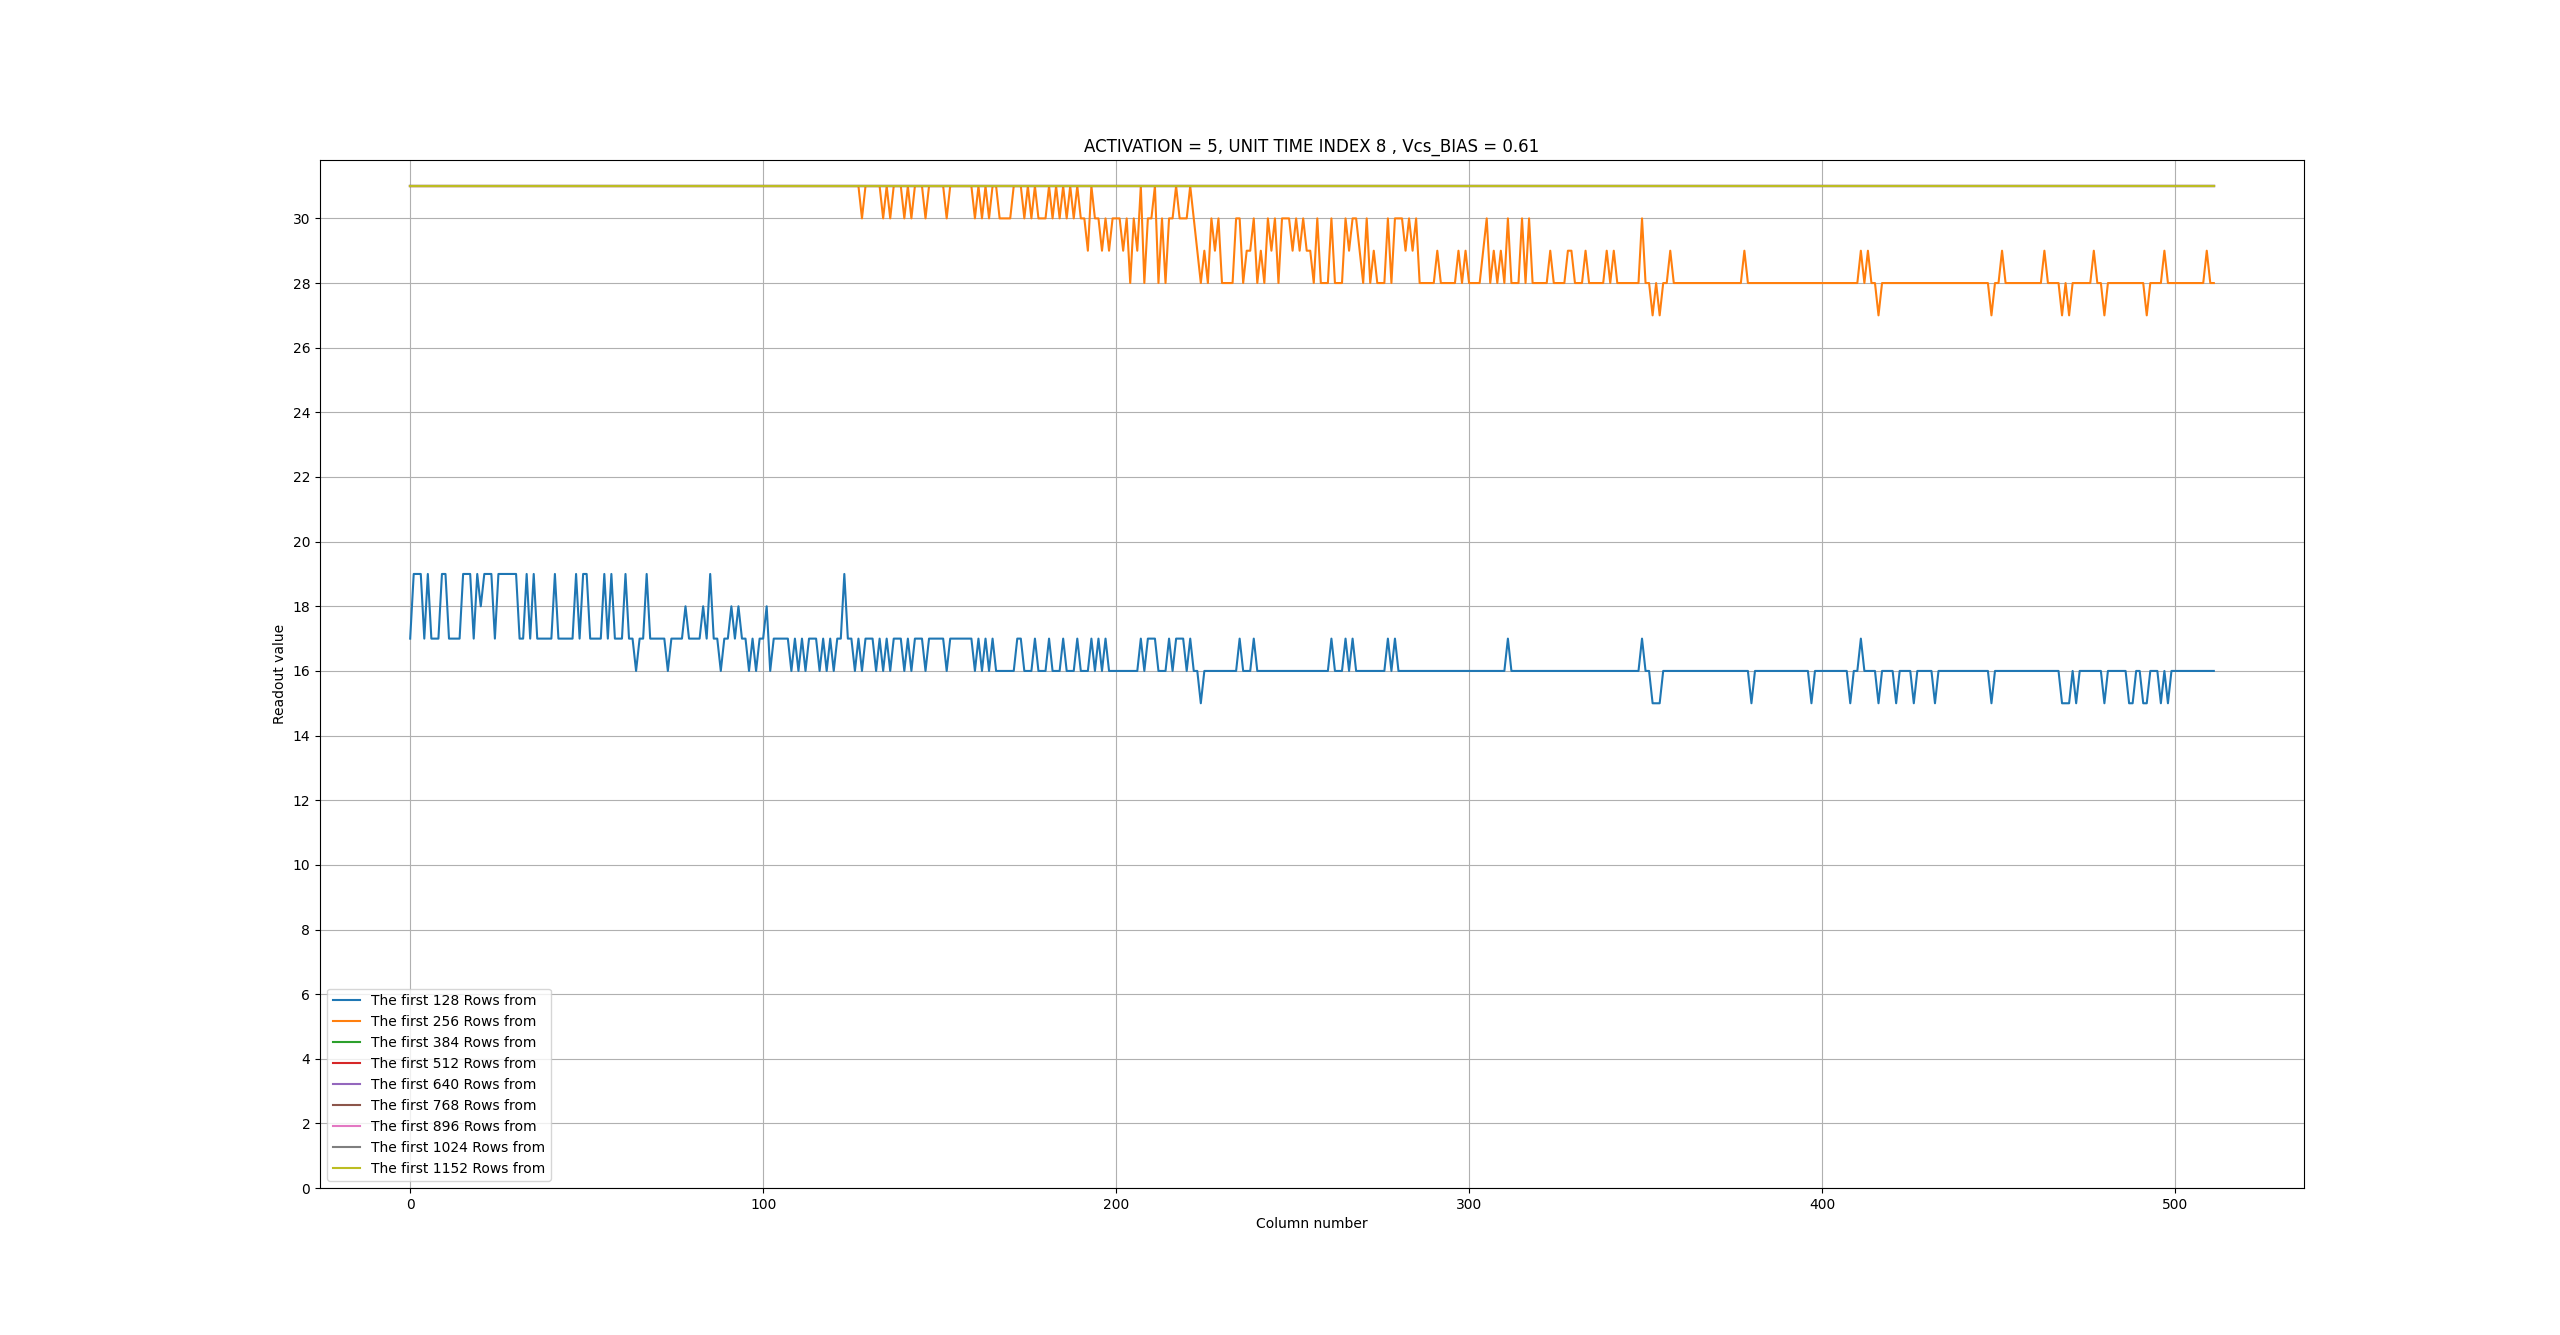 ACTIVATION = 5, UNIT TIME INDEX 8 , Vcs_BIAS = 0.61
30
28
26
24
22
20
18
16
14
12
10
8
6
4
2
0
Readout value
The first 128 Rows from
The first 256 Rows from
The first 384 Rows from
The first 512 Rows from
The first 640 Rows from
The first 768 Rows from
The first 896 Rows from
The first 1024 Rows from
The first 1152 Rows from
0 100 200 300 400 500
Column number